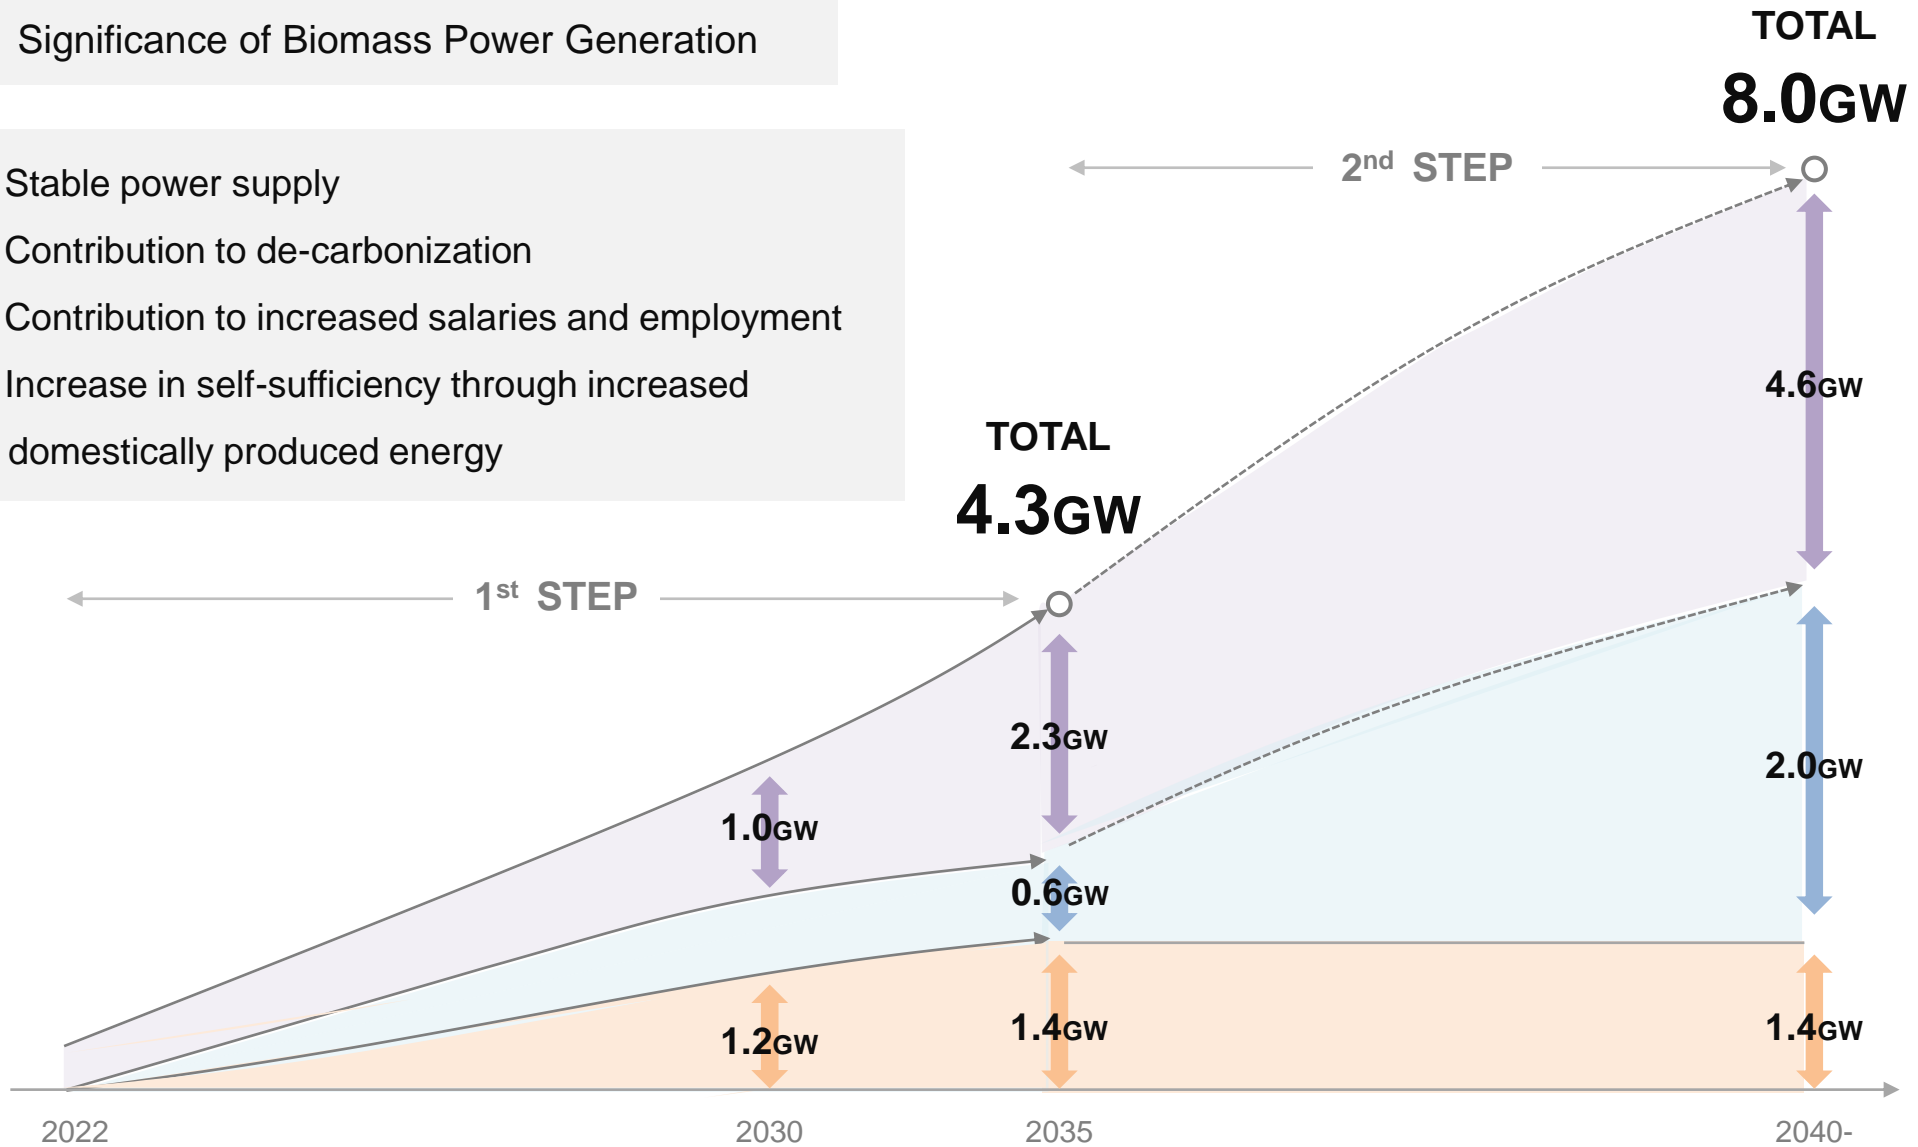 Significance of Biomass Power Generation
Stable power supply
Contribution to de-carbonization
Contribution to increased salaries and employment
Increase in self-sufficiency through increased
domestically produced energy
TOTAL
8.0GW
2nd STEP
4.6GW
TOTAL
4.3GW
1st STEP
2.3GW
2.0GW
1.0GW
0.6GW
1.2GW
1.4GW
1.4GW
2022
2030
2035
2040-